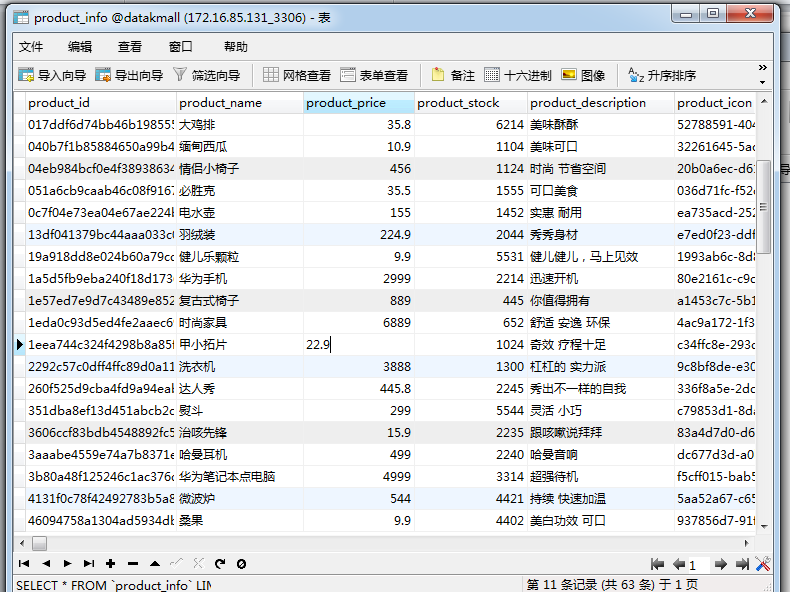 product_info @datakmall (172.16.85.131_3306) - 表
文件 编辑 查看 窗口 帮助
导入向导 导出向导 筛选向导 网格查看 表单查看 备注 十六进制 图像 升序排序
product_id product_name product_price product_stock product_description product_icon
017ddf6d74bb46b198555 大鸡排 35.8 6214 美味酥酥 52788591-404
040b7f1b85884650a99b4 缅甸西瓜 10.9 1104 美味可口 32261645-5ac
04eb984bcf0e4f38938634 情侣小椅子 456 1124 时尚 节省空间 20b0a6ec-d6
051a6cb9caab46c08f9167 必胜克 35.5 1555 可口美食 036d71fc-f52
0c7f04e73ea04e67ae224b 电水壶 155 1452 实惠 耐用 ea735acd-252
13df041379bc44aaa033c 羽绒装 224.9 2044 秀秀身材 e7ed0f23-ddf
19a918dd8e024b60a79cc 健儿乐颗粒 9.9 5531 健儿健儿，马上见效 1993ab6c-8d
1a5d5fb9eba240f18d173 华为手机 2999 2214 迅速开机 80e2161c-c9c
1e57ed7e9d7c43489e852 复古式椅子 889 445 你值得拥有 a1453c7c-5b1
1eda0c93d5ed4fe2aaec6 时尚家具 6889 652 舒适 安逸 环保 4ac9a172-1f3
1eea744c324f4298b8a85f 甲小拓片 22.9 1024 奇效 疗程十足 c34ffc8e-293c
2292c57c0dff4ffc89d0a11 洗衣机 3888 1300 杠杠的 实力派 9c8bf8de-e30
260f525d9cba4fd9a94eab 达人秀 445.8 2245 秀出不一样的自我 336f8a5e-2dc
351dba8ef13d451abcb2c 熨斗 299 5544 灵活 小巧 c79853d1-8da
3606ccf83bdb4548892fc5 治咳先锋 15.9 2235 跟咳嗽说拜拜 83a4d7d0-d6
3aaabe4559e74a7b8371e 哈曼耳机 499 2240 哈曼音响 dc677d3d-a0
3b80a48f125246c1ac376c 华为笔记本点电脑 4999 3314 超强待机 f5cff015-bab5
4131f0c78f42492783b5a8 微波炉 544 4421 持续 快速加温 5aa52a67-c65
46094758a1304ad5934db 桑果 9.9 4402 美白功效 可口 937856d7-91f
1
SELECT * FROM `product_info` LIM 第 11 条记录 (共 63 条) 于 1 页